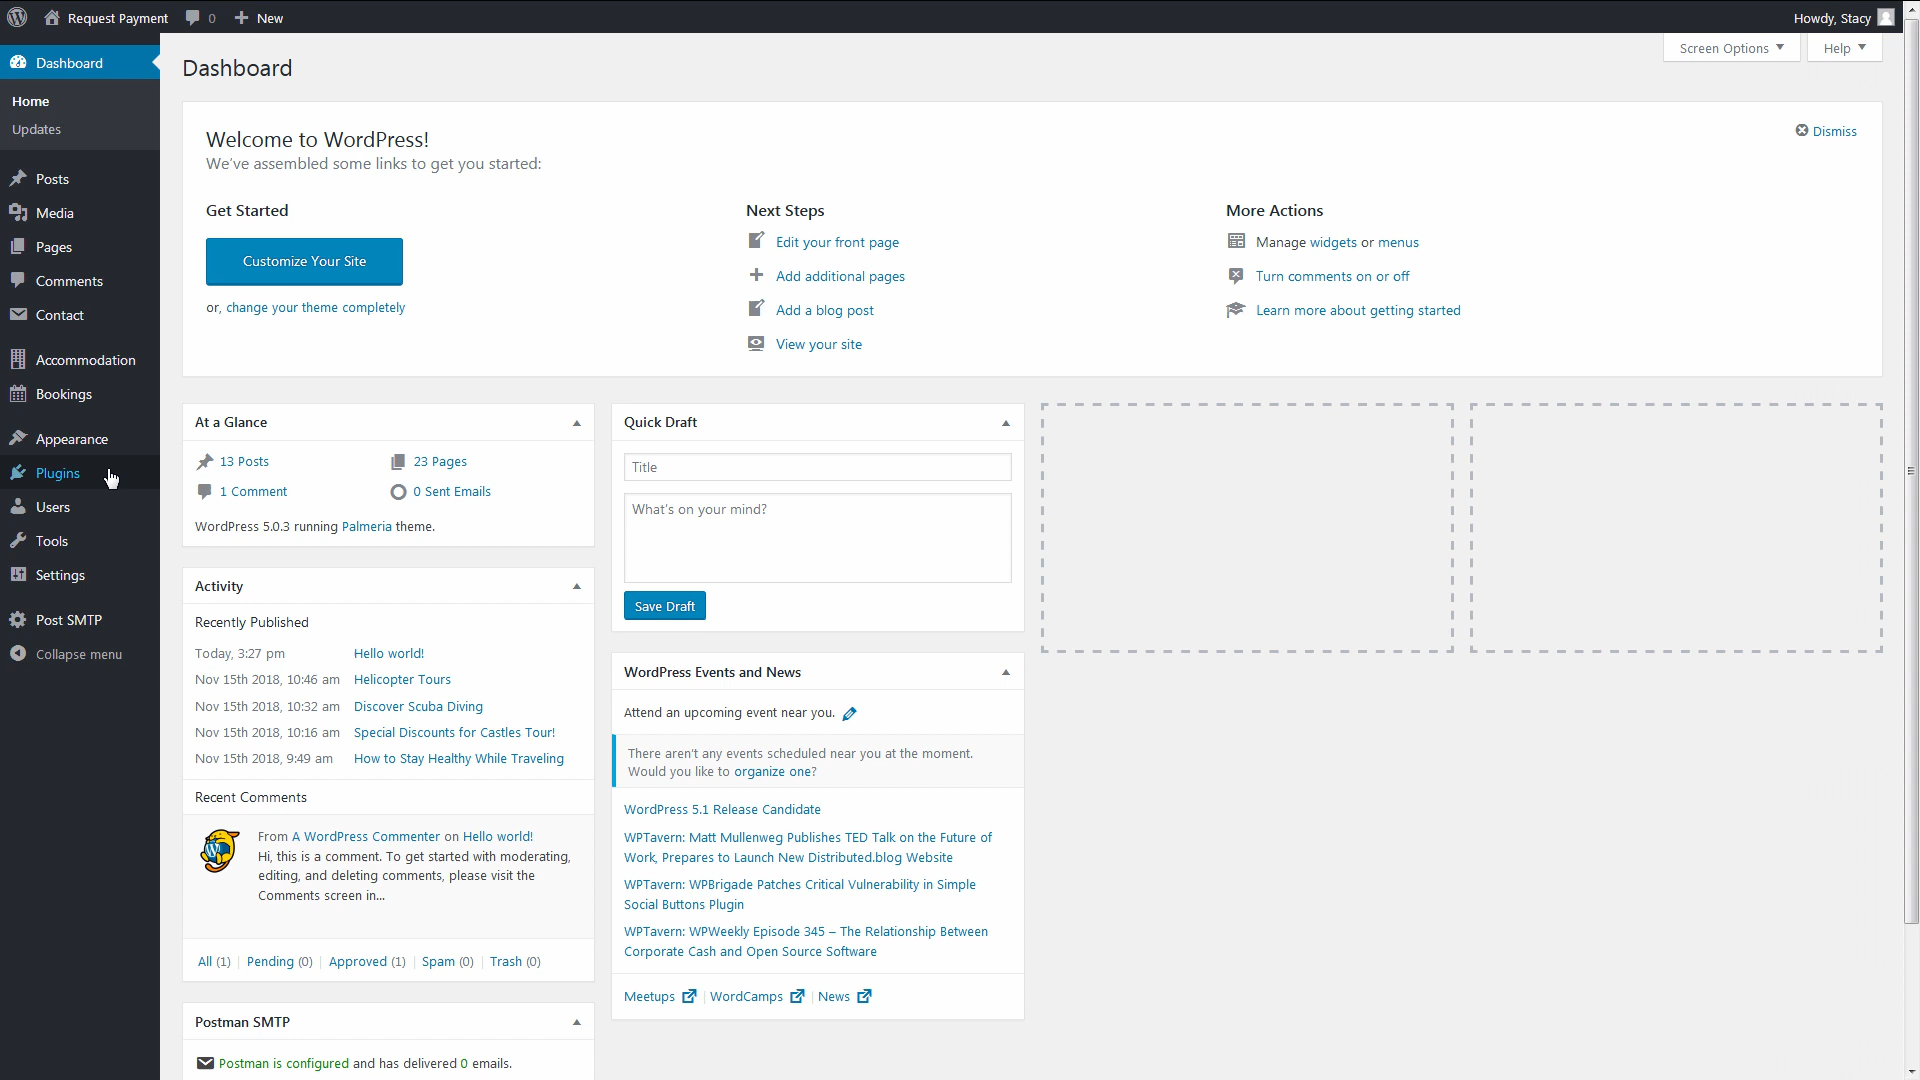 Request Payment
0
New
Howdy, Stacy
Dashboard
Home
Updates
Posts
Media
Pages
Comments
Contact
Accommodation
Bookings
Appearance
Plugins
Users
Tools
Settings
Post SMTP
Collapse menu
Screen Options
Help
Dashboard
Welcome to WordPress!
We've assembled some links to get you started:
Dismiss
Get Started
Customize Your Site
or, change your theme completely
Next Steps
Edit your front page
Add additional pages
Add a blog post
View your site
More Actions
Manage widgets or menus
Turn comments on or off
Learn more about getting started
At a Glance
13 Posts
23 Pages
1 Comment
0 Sent Emails
WordPress 5.0.3 running Palmeria theme.
Activity
Recently Published
Today, 3:27 pm Hello world!
Nov 15th 2018, 10:46 am Helicopter Tours
Nov 15th 2018, 10:32 am Discover Scuba Diving
Nov 15th 2018, 10:16 am Special Discounts for Castles Tour!
Nov 15th 2018, 9:49 am How to Stay Healthy While Traveling
Recent Comments
From A WordPress Commenter on Hello world!
Hi, this is a comment. To get started with moderating,
editing, and deleting comments, please visit the
Comments screen in...
All (1) | Pending (0) | Approved (1) | Spam (0) | Trash (0)
Postman SMTP
Postman is configured and has delivered 0 emails.
Quick Draft
Title
What's on your mind?
Save Draft
WordPress Events and News
Attend an upcoming event near you.
There aren't any events scheduled near you at the moment.
Would you like to organize one?
WordPress 5.1 Release Candidate
WPTavern: Matt Mullenweg Publishes TED Talk on the Future of
Work, Prepares to Launch New Distributed.blog Website
WPTavern: WPBrigade Patches Critical Vulnerability in Simple
Social Buttons Plugin
WPTavern: WPWeekly Episode 345 – The Relationship Between
Corporate Cash and Open Source Software
Meetups | WordCamps | News